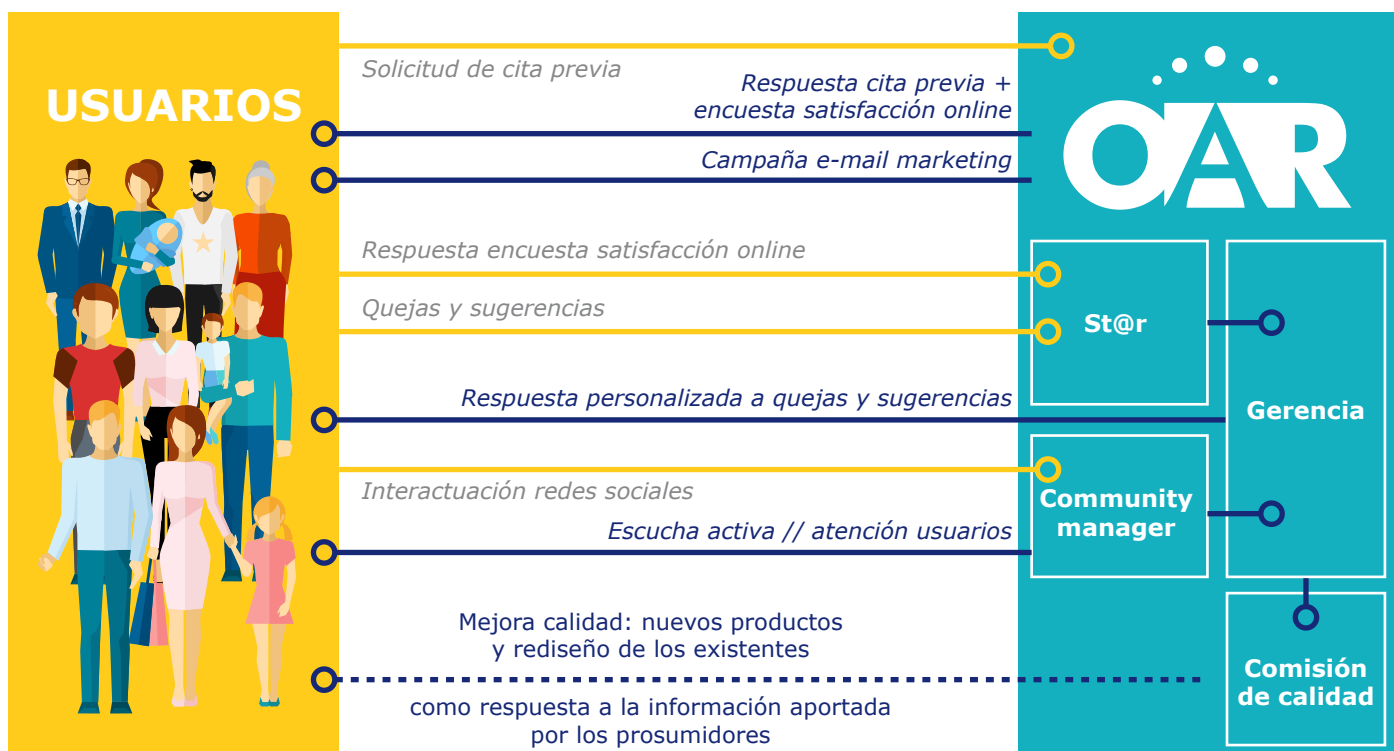 USUARIOS
Solicitud de cita previa
Respuesta cita previa +
encuesta satisfacción online
Campaña e-mail marketing
Respuesta encuesta satisfacción online
Quejas y sugerencias
Respuesta personalizada a quejas y sugerencias
Interactuación redes sociales
Escucha activa // atención usuarios
Mejora calidad: nuevos productos
y rediseño de los existentes
como respuesta a la información aportada
por los prosumidores
OAR
St@r
Gerencia
Community
manager
Comisión
de calidad